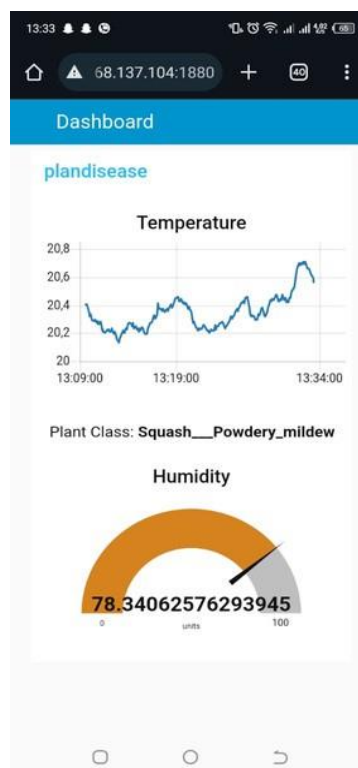 13:33
68.137.104:1880
40
Dashboard
plandisease
Temperature
20,8
20,6
20,4
20,2
20
13:09:00 13:19:00 13:34:00
Plant Class: Squash___Powdery_mildew
Humidity
78.34062576293945
0 units 100